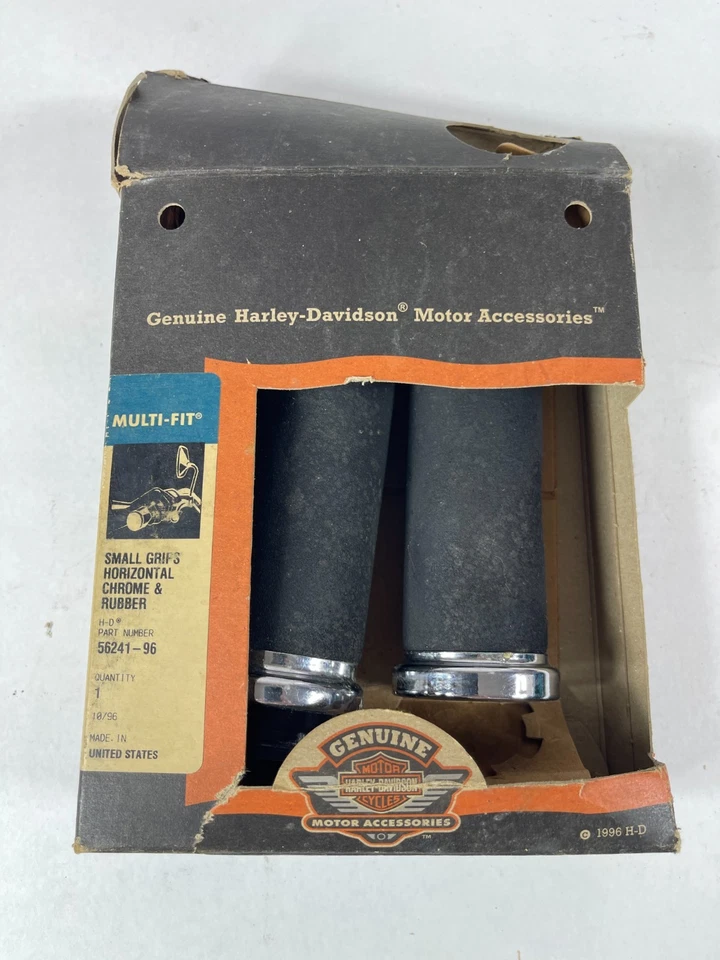 Genuine Harley-Davidson® Motor Accessories™
MULTI-FIT®
SMALL GRIPS
HORIZONTAL
CHROME &
RUBBER
H-D®
PART NUMBER
56241-96
QUANTITY
1
10/96
MADE IN
UNITED STATES
GENUINE
MOTOR
HARLEY-DAVIDSON
CYCLES
MOTOR ACCESSORIES
™
© 1996 H-D